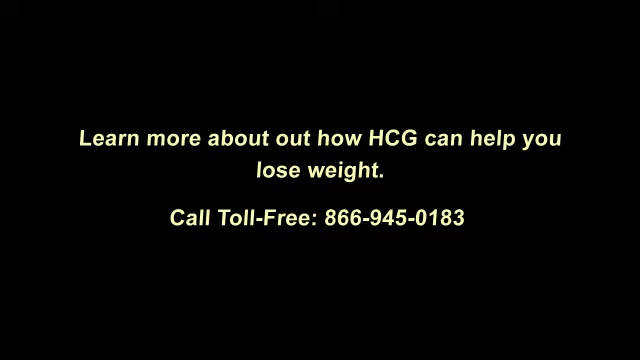 Learn more about out how HCG can help you
lose weight.
Call Toll-Free: 866-945-0183